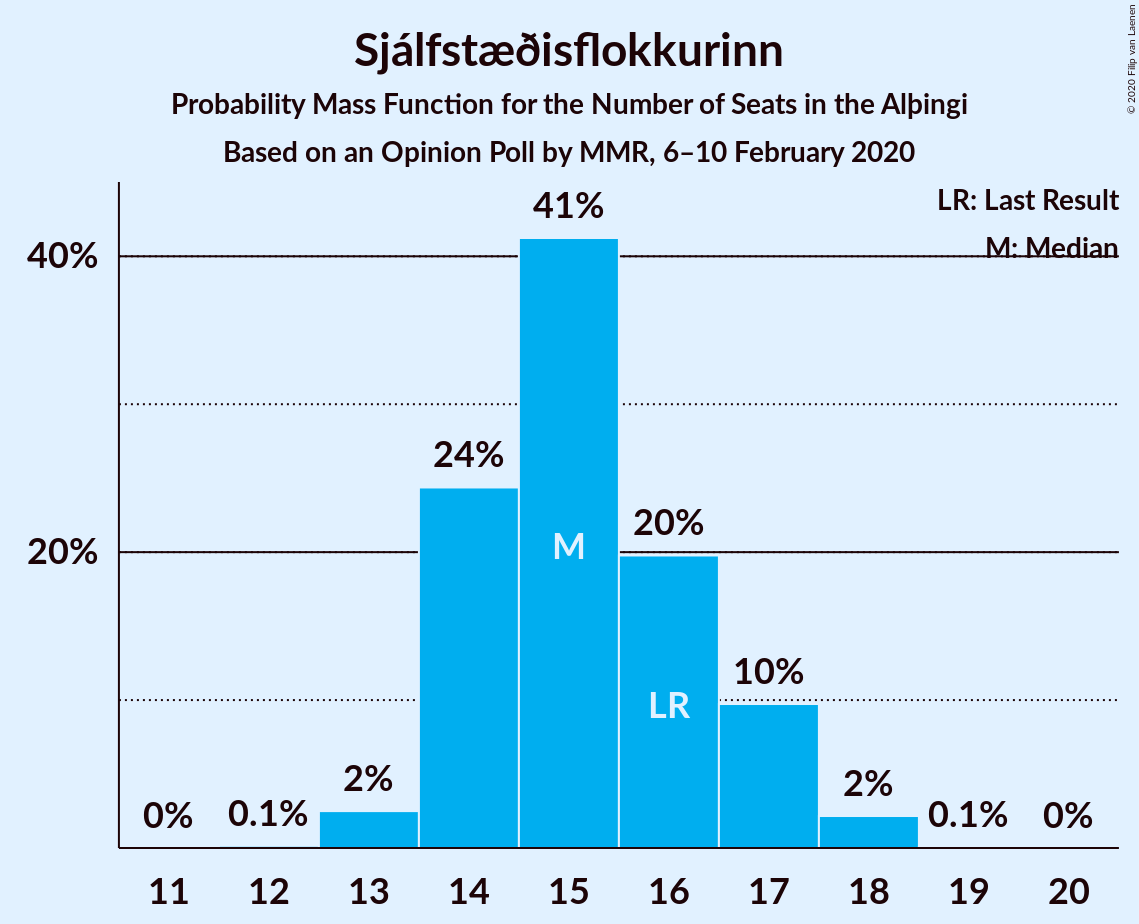 Sjálfstæðisflokkurinn
Probability Mass Function for the Number of Seats in the Alþingi
Based on an Opinion Poll by MMR, 6–10 February 2020
© 2020 Filip van Laenen
LR: Last Result
M: Median
40%
20%
0%
0.1%
2%
24%
41%
20%
10%
2%
0.1%
0%
M
LR
11 12 13 14 15 16 17 18 19 20